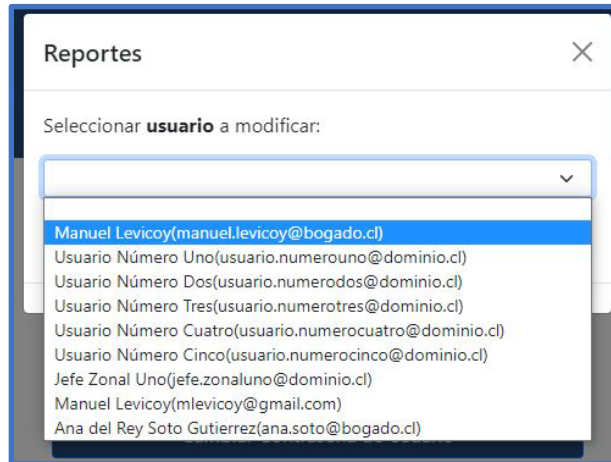 Reportes
Seleccionar usuario a modificar:
Manuel Levicoy(manuel.levicoy@bogado.cl)
Usuario Número Uno(usuario.numerouno@dominio.cl)
Usuario Número Dos(usuario.numerodos@dominio.cl)
Usuario Número Tres(usuario.numerotres@dominio.cl)
Usuario Número Cuatro(usuario.numerocuatro@dominio.cl)
Usuario Número Cinco(usuario.numerocinco@dominio.cl)
Jefe Zonal Uno(jefe.zonaluno@dominio.cl)
Manuel Levicoy(mlevicoy@gmail.com)
Ana del Rey Soto Gutierrez(ana.soto@bogado.cl)